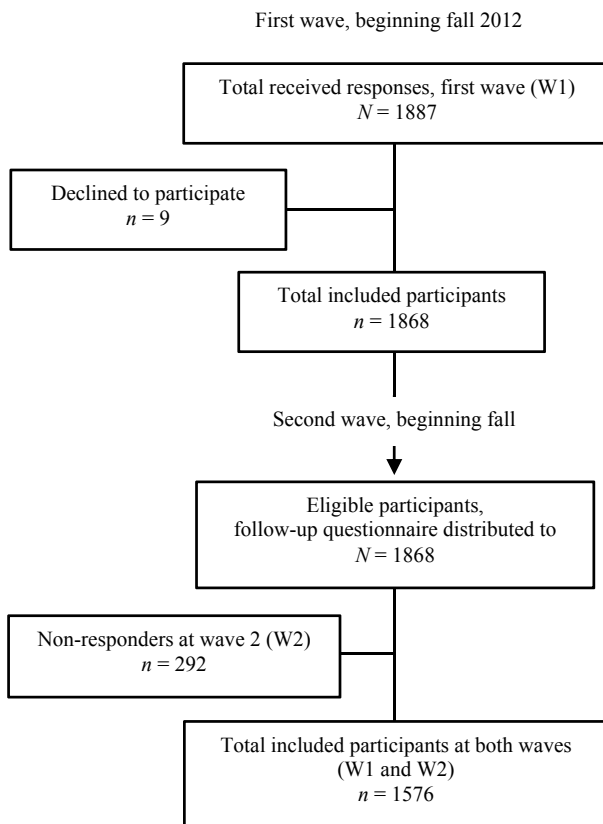 First wave, beginning fall 2012
Total received responses, first wave (W1)
N = 1887
Declined to participate
n = 9
Total included participants
n = 1868
Second wave, beginning fall
Eligible participants,
follow-up questionnaire distributed to
N = 1868
Non-responders at wave 2 (W2)
n = 292
Total included participants at both waves
(W1 and W2)
n = 1576